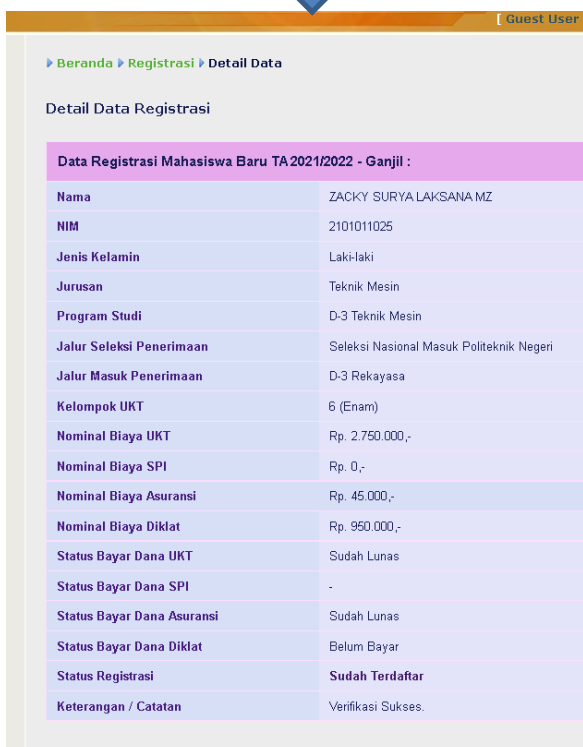 [ Guest User
Beranda Registrasi Detail Data
Detail Data Registrasi
Data Registrasi Mahasiswa Baru TA 2021/2022 - Ganjil :
Nama ZACKY SURYA LAKSANA MZ
NIM 2101011025
Jenis Kelamin Laki-laki
Jurusan Teknik Mesin
Program Studi D-3 Teknik Mesin
Jalur Seleksi Penerimaan Seleksi Nasional Masuk Politeknik Negeri
Jalur Masuk Penerimaan D-3 Rekayasa
Kelompok UKT 6 (Enam)
Nominal Biaya UKT Rp. 2.750.000,-
Nominal Biaya SPI Rp. 0,-
Nominal Biaya Asuransi Rp. 45.000,-
Nominal Biaya Diklat Rp. 950.000,-
Status Bayar Dana UKT Sudah Lunas
Status Bayar Dana SPI -
Status Bayar Dana Asuransi Sudah Lunas
Status Bayar Dana Diklat Belum Bayar
Status Registrasi Sudah Terdaftar
Keterangan / Catatan Verifikasi Sukses.